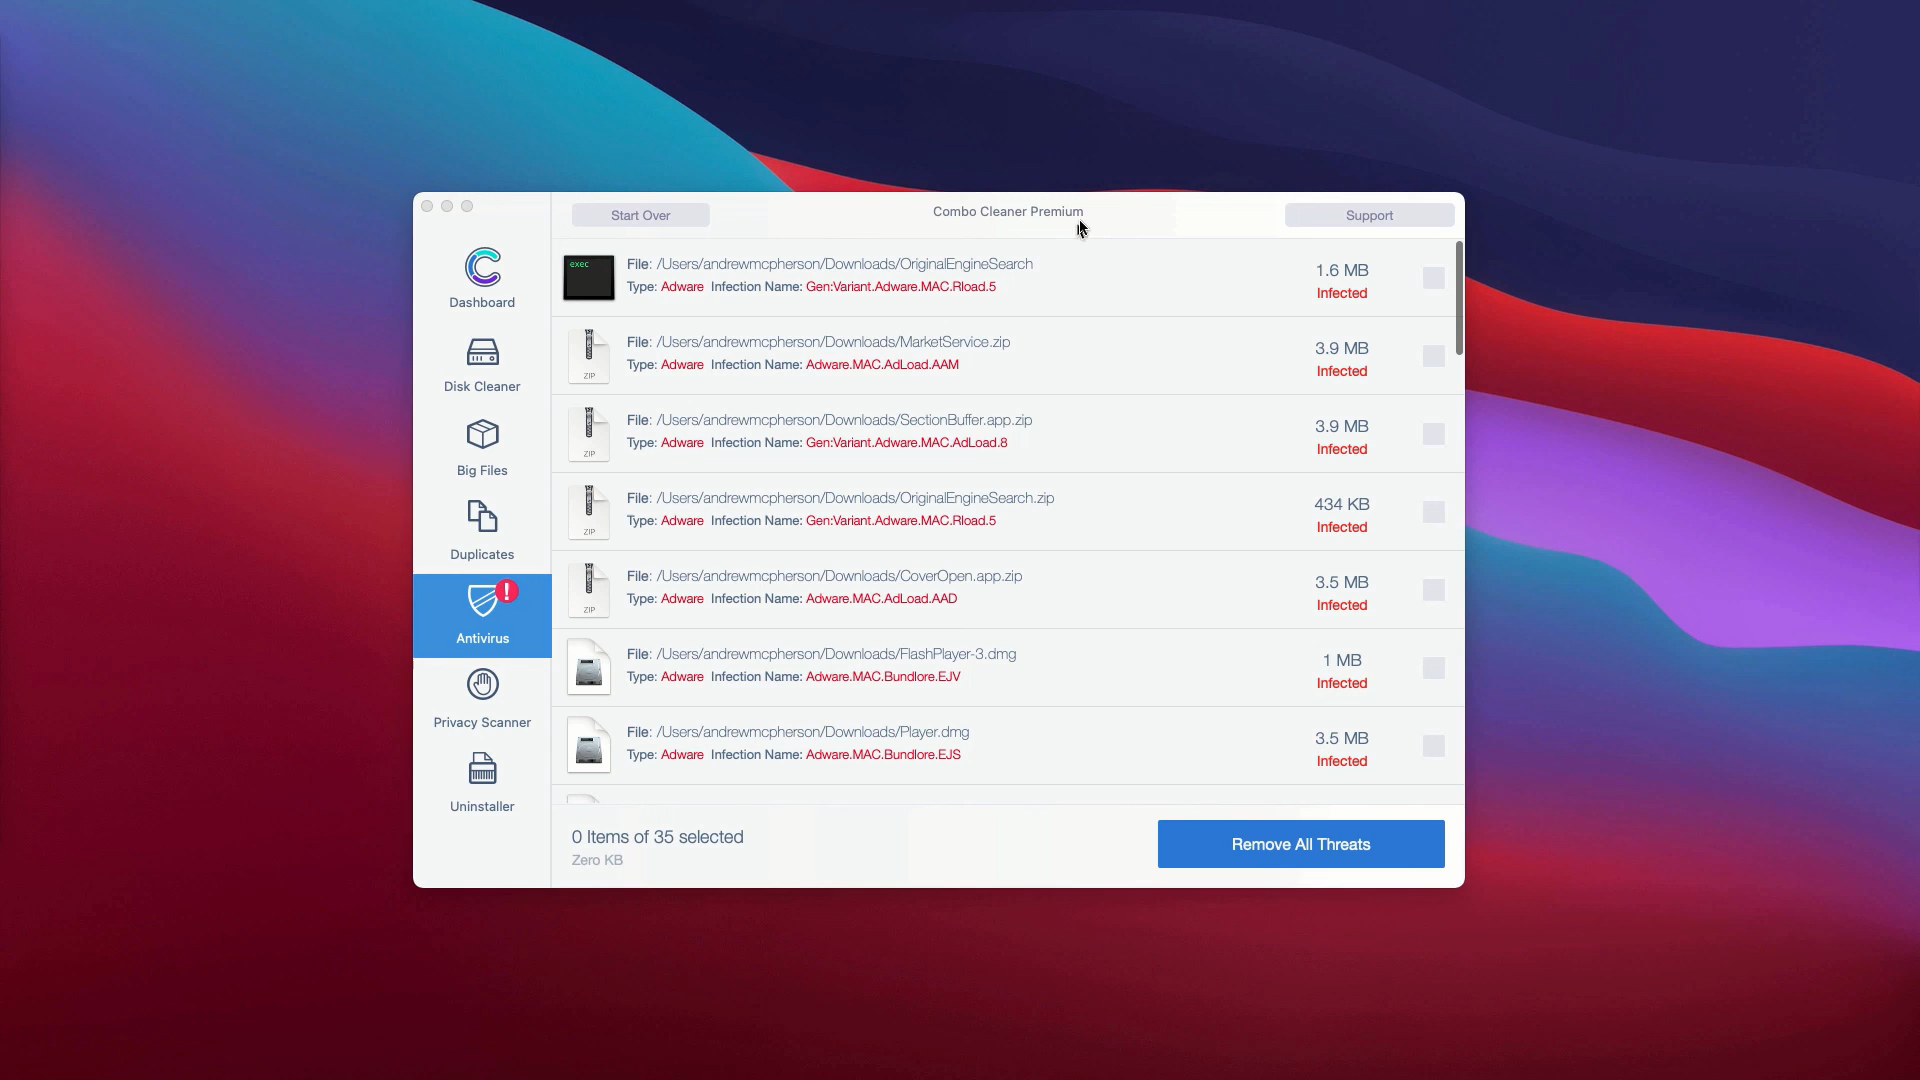 Start Over
Combo Cleaner Premium
Support
Dashboard
Disk Cleaner
Big Files
Duplicates
Antivirus
Privacy Scanner
Uninstaller
exec
File: /Users/andrewmcpherson/Downloads/OriginalEngineSearch
Type: Adware Infection Name: Gen:Variant.Adware.MAC.Rload.5
1.6 MB
Infected
ZIP
File: /Users/andrewmcpherson/Downloads/MarketService.zip
Type: Adware Infection Name: Adware.MAC.AdLoad.AAM
3.9 MB
Infected
ZIP
File: /Users/andrewmcpherson/Downloads/SectionBuffer.app.zip
Type: Adware Infection Name: Gen:Variant.Adware.MAC.AdLoad.8
3.9 MB
Infected
ZIP
File: /Users/andrewmcpherson/Downloads/OriginalEngineSearch.zip
Type: Adware Infection Name: Gen:Variant.Adware.MAC.Rload.5
434 KB
Infected
ZIP
File: /Users/andrewmcpherson/Downloads/CoverOpen.app.zip
Type: Adware Infection Name: Adware.MAC.AdLoad.AAD
3.5 MB
Infected
File: /Users/andrewmcpherson/Downloads/FlashPlayer-3.dmg
Type: Adware Infection Name: Adware.MAC.Bundlore.EJV
1 MB
Infected
File: /Users/andrewmcpherson/Downloads/Player.dmg
Type: Adware Infection Name: Adware.MAC.Bundlore.EJS
3.5 MB
Infected
0 Items of 35 selected
Zero KB
Remove All Threats